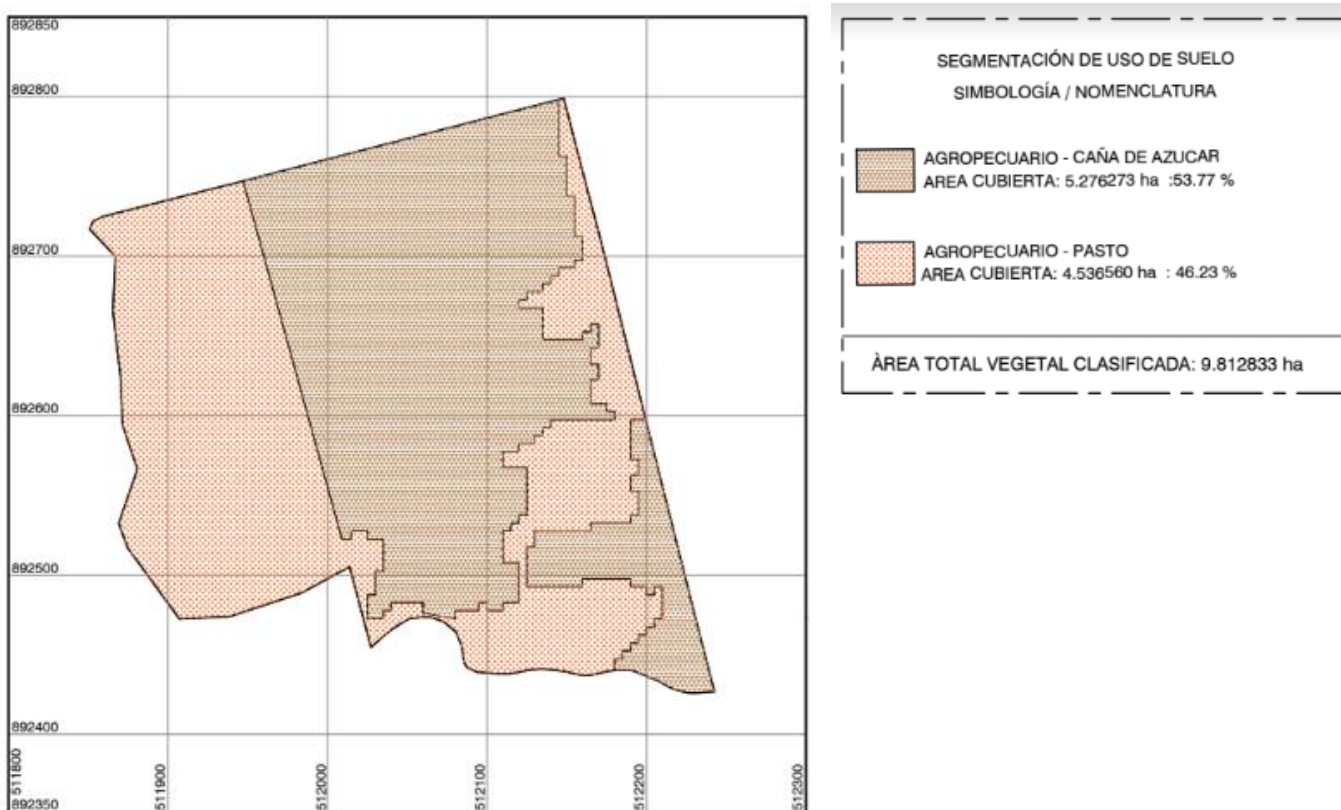 892850
892800
892700
892600
892500
892400
892350
511800
511900
512000
512100
512200
512300
SEGMENTACIÓN DE USO DE SUELO
SIMBOLOGÍA / NOMENCLATURA
AGROPECUARIO - CAÑA DE AZUCAR
AREA CUBIERTA: 5.276273 ha :53.77 %
AGROPECUARIO - PASTO
AREA CUBIERTA: 4.536560 ha : 46.23 %
ÀREA TOTAL VEGETAL CLASIFICADA: 9.812833 ha